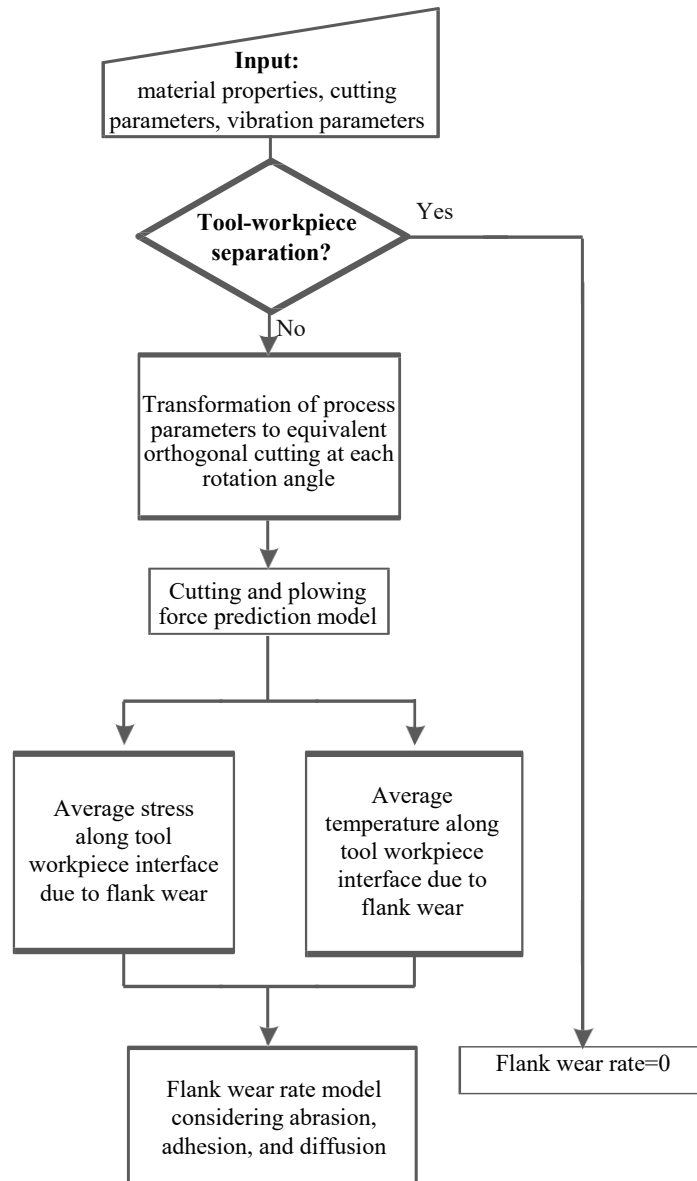 Input:
material properties, cutting
parameters, vibration parameters
Tool-workpiece
separation?
Yes
No
Transformation of process
parameters to equivalent
orthogonal cutting at each
rotation angle
Cutting and plowing
force prediction model
Average stress
along tool
workpiece interface
due to flank wear
Average
temperature along
tool workpiece
interface due to
flank wear
Flank wear rate=0
Flank wear rate model
considering abrasion,
adhesion, and diffusion